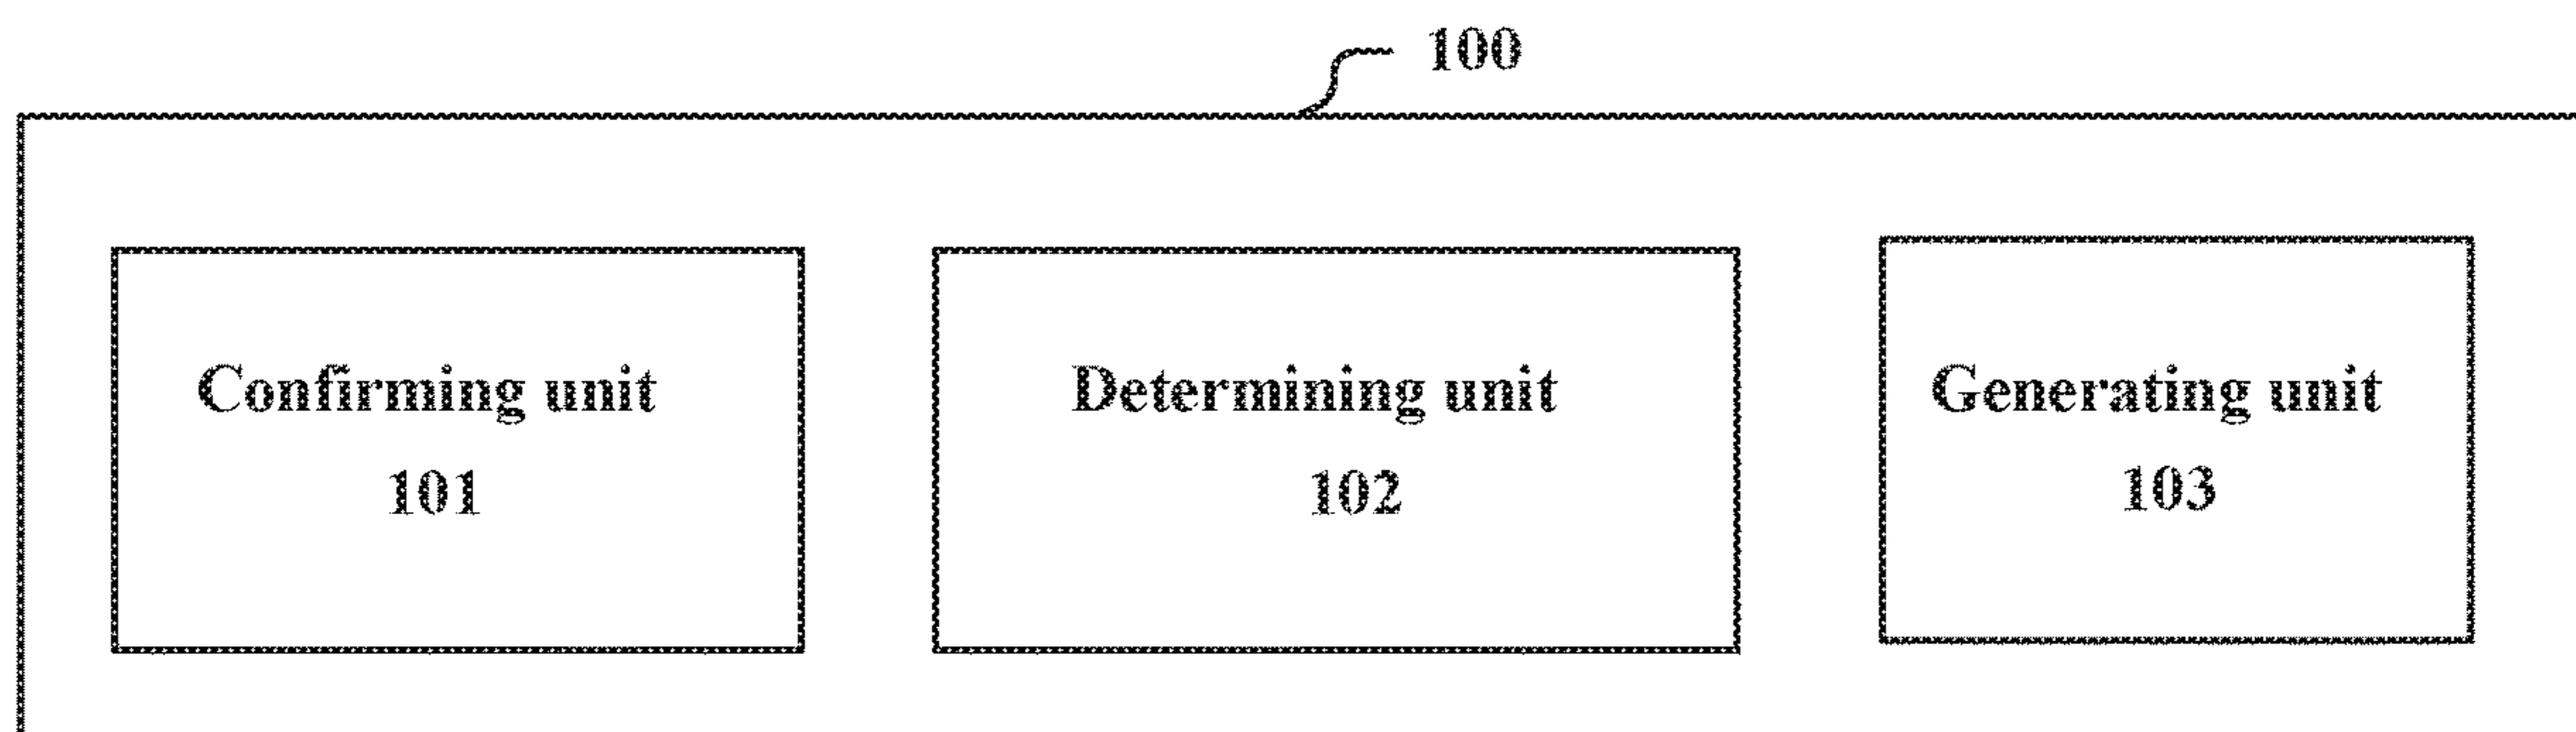 100
Confirming unit
101
Determining unit
102
Generating unit
103